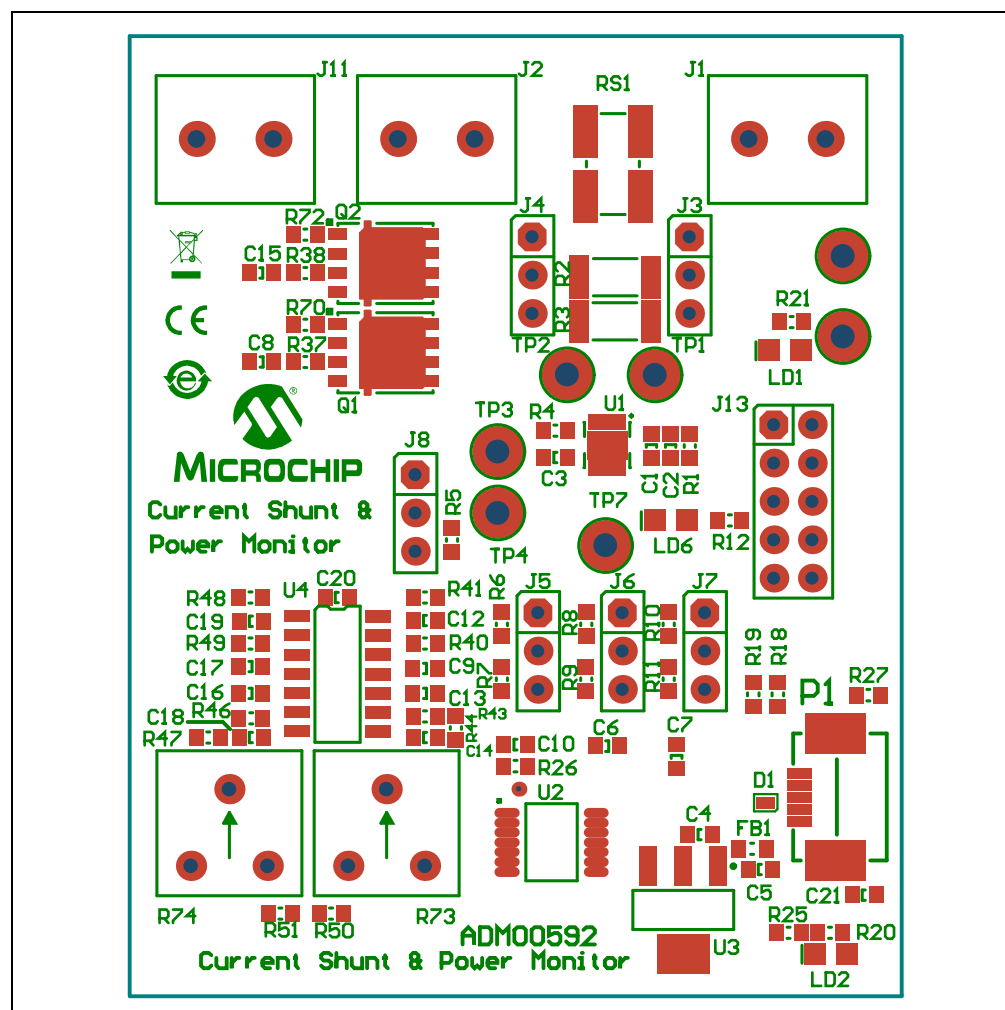 J11
J2
RS1
J1
R72
Q2
J4
J3
C15
R38
R2
R21
R70
R3
C8
R37
TP2
TP1
LD1
Q1
TP3
R4
U1
J13
®
J8
MICROCHIP
C3
C1
C2
R1
R5
TP7
Current Shunt &
Power Monitor
TP4
LD6
R12
U4
C20
R41
R6
J5
J6
J7
R48
C19
C12
R8
R10
R49
R40
R19
R18
C17
C9
R7
R9
R11
C16
C13
R27
P1
C18
R46
R43
R44
R47
C14
C10
C6
C7
R26
D1
U2
C4
FB1
C5
C21
R74
R51
R50
R73
ADM00592
R25
R20
U3
Current Shunt & Power Monitor
LD2